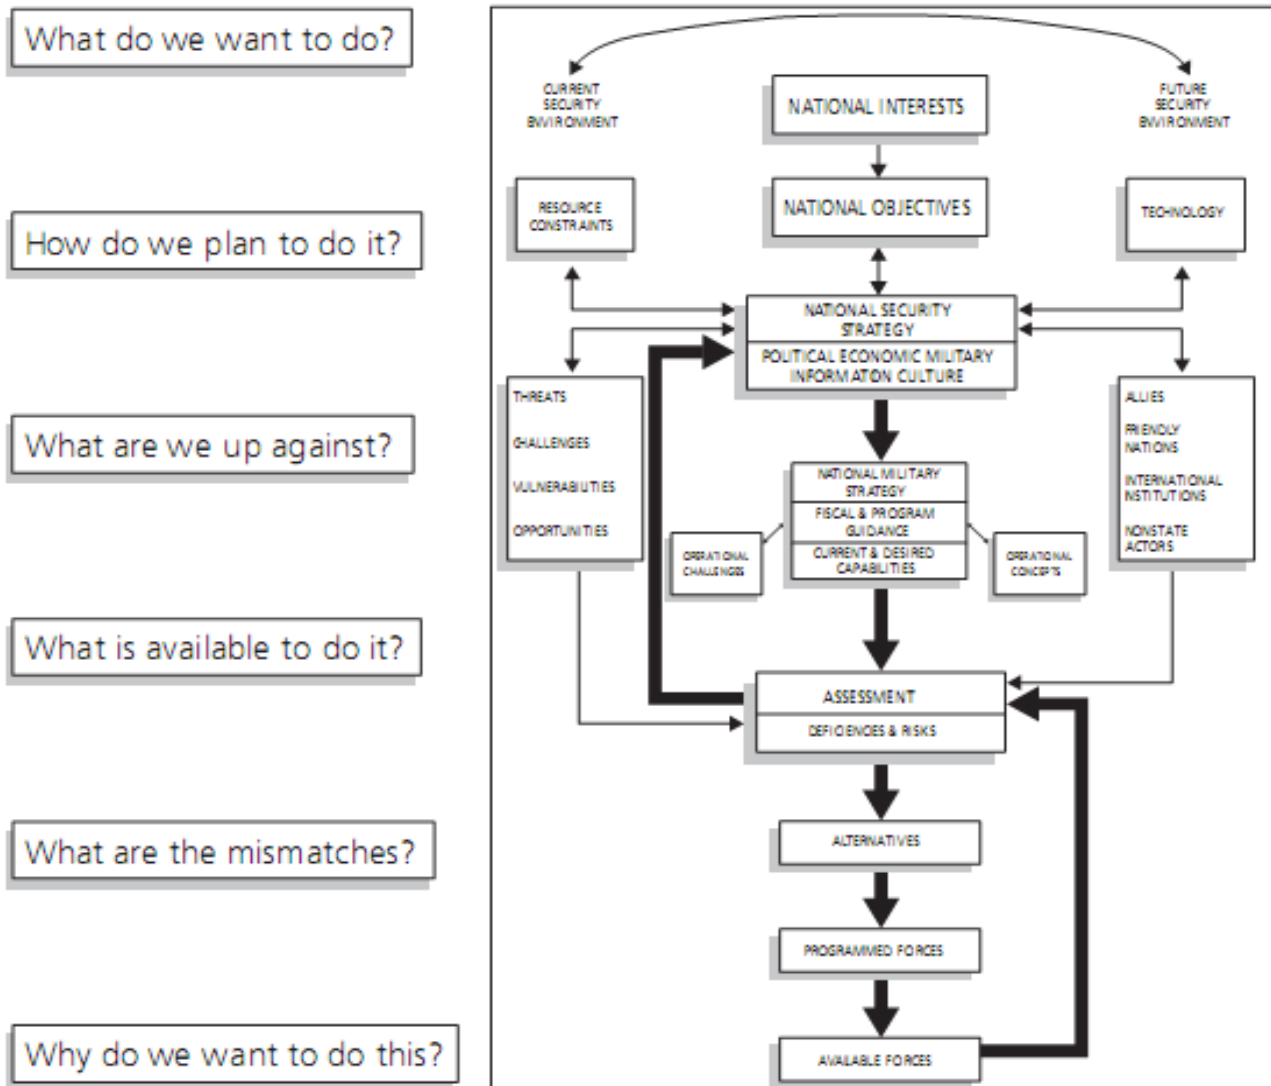 What do we want to do?
How do we plan to do it?
What are we up against?
What is available to do it?
What are the mismatches?
Why do we want to do this?
CURRENT
SECURITY
ENVIRONMENT
NATIONAL INTERESTS
FUTURE
SECURITY
ENVIRONMENT
RESOURCE
CONSTRAINTS
NATIONAL OBJECTIVES
TECHNOLOGY
NATIONAL SECURITY
STRATEGY
POLITICAL ECONOMIC MILITARY
INFORMATON CULTURE
THREATS
CHALLENGES
VULNERABILITIES
OPPORTUNITIES
ALLIES
FRIENDLY
NATIONS
INTERNATIONAL
INSTITUTIONS
NONSTATE
ACTORS
NATIONAL MILITARY
STRATEGY
FISCAL & PROGRAM
GUIDANCE
CURRENT & DESIRED
CAPABILITIES
OPERATIONAL
CHALLENGES
OPERATIONAL
CONCEPTS
ASSESSMENT
DEFICIENCIES & RISKS
ALTERNATIVES
PROGRAMMED FORCES
AVAILABLE FORCES